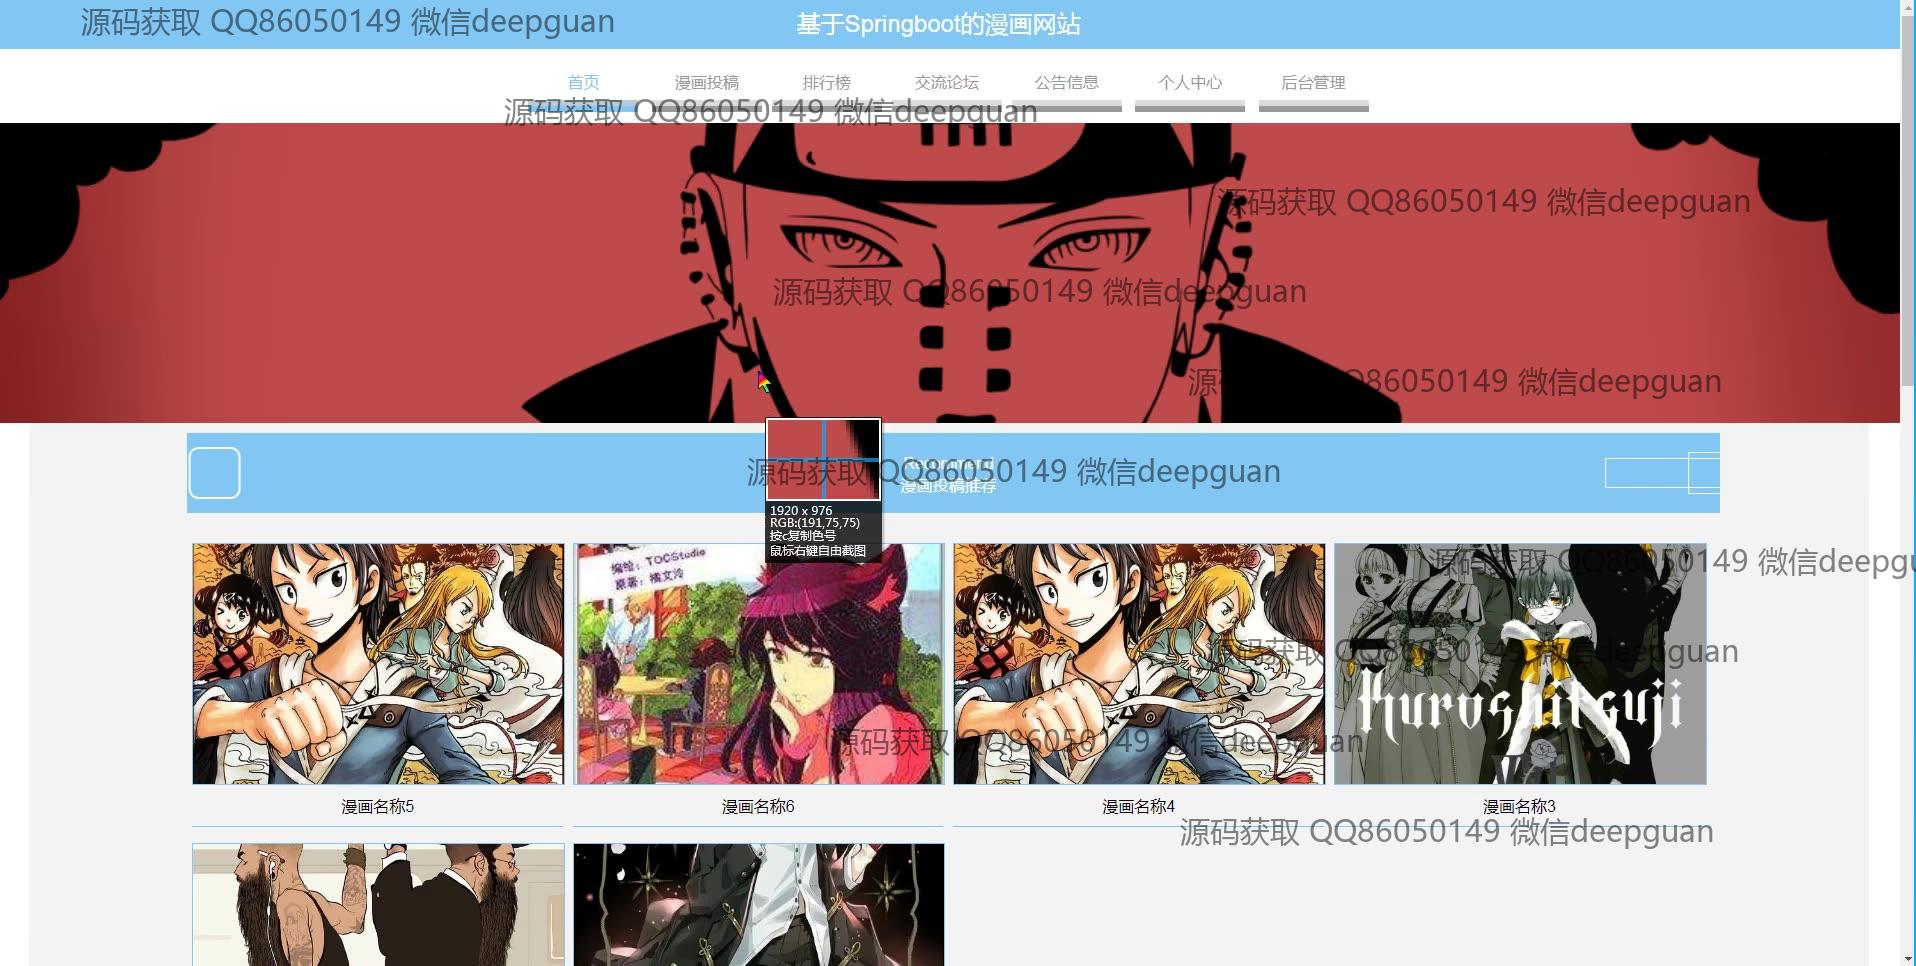 源码获取 QQ86050149 微信deepguan
基于Springboot的漫画网站
首页 漫画投稿 排行榜 交流论坛 公告信息 个人中心 后台管理
源码获取 QQ86050149 微信deepguan
源码获取 QQ86050149 微信deepguan
源码获取 QQ86050149 微信deepguan
源码获取 QQ86050149 微信deepguan
Recommend
源码获取 QQ86050149 微信deepguan
漫画投稿推荐
1920 x 976
RGB:(191,75,75)
按c复制色号
鼠标右键自由截图
编绘：TOCStudio
原著：橘文泠
源码获取 QQ86050149 微信deepgu
源码获取 QQ86050149 微信deepguan
Kuroshitsuji
源码获取 QQ86050149 微信deepguan
漫画名称5 漫画名称6 漫画名称4 漫画名称3
源码获取 QQ86050149 微信deepguan